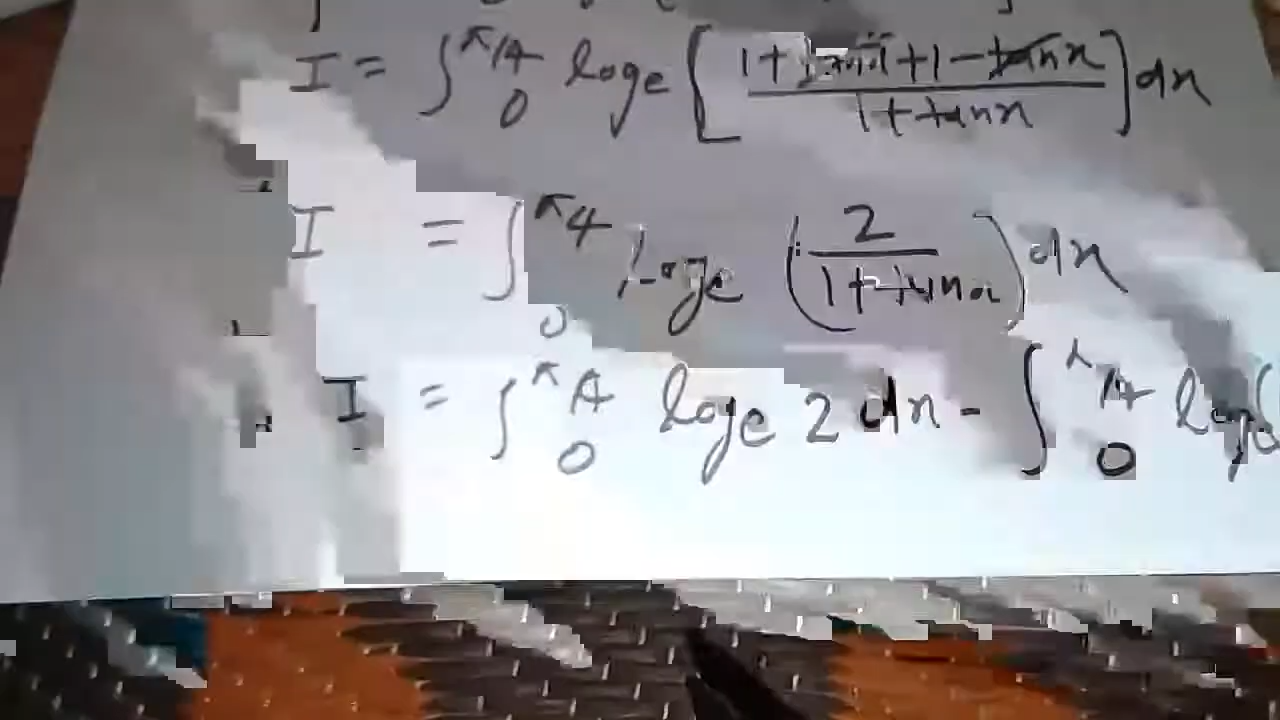 I = ∫₀^π/4 loge [ (1 + tanx + 1 - tanx) / (1 + tanx) ] dx
I = ∫₀^π/4 loge ( 2 / (1 + tanx) ) dx
I = ∫₀^π/4 loge 2 dx - ∫₀^π/4 log(